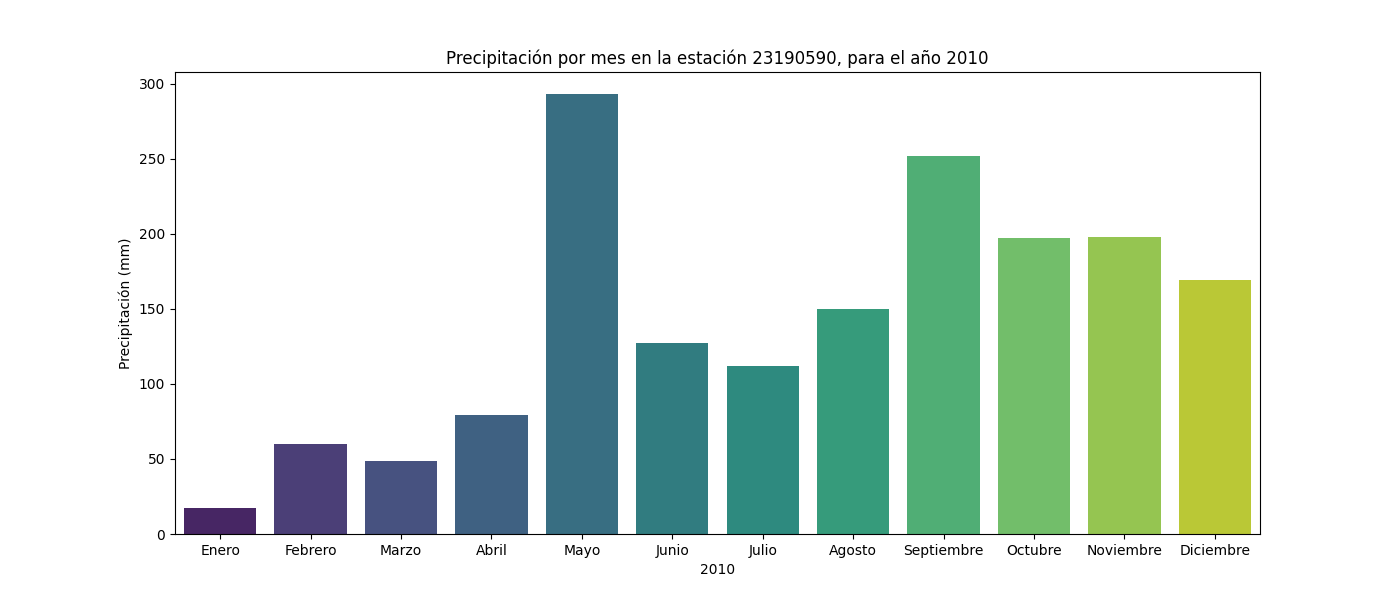 Precipitación por mes en la estación 23190590, para el año 2010
300
250
200
150
100
50
0
Precipitación (mm)
Enero Febrero Marzo Abril Mayo Junio Julio Agosto Septiembre Octubre Noviembre Diciembre
2010